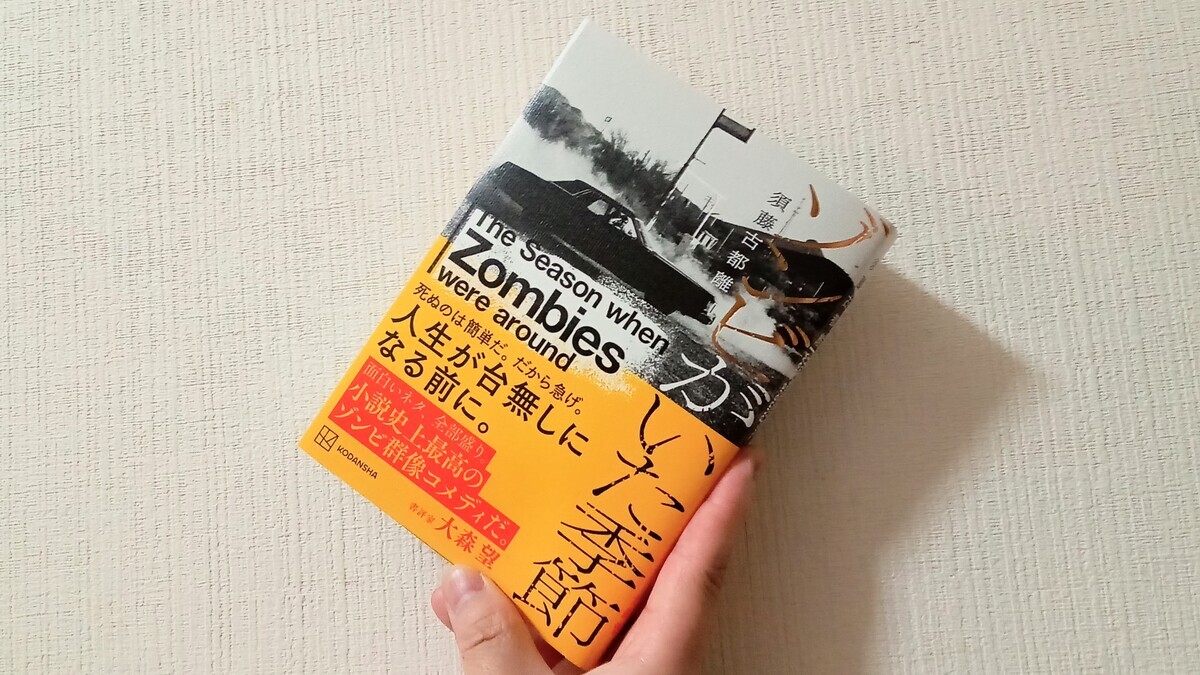 ゾンビがいた季節
須藤古都離
The Season when
Zombies
were around
死ぬのは簡単だ。だから急げ。
人生が台無しに
なる前に。
面白いネタ、全部盛り。
小説史上最高の
ゾンビ群像コメディだ。
書評家 大森 望
KODANSHA